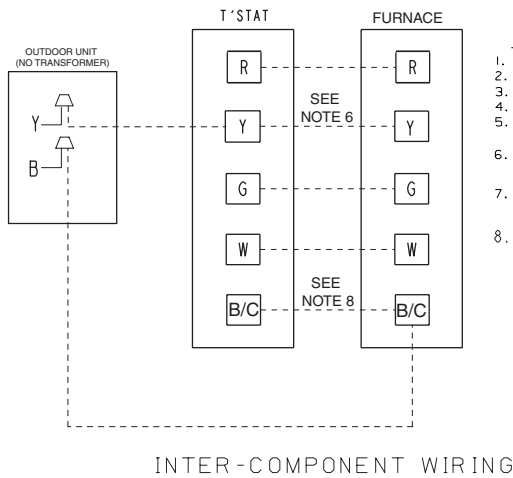 T'STAT
FURNACE
OUTDOOR UNIT
(NO TRANSFORMER)
R
R
1.
2.
3.
4.
5.
6.
7.
8.
SEE
NOTE 6
Y
Y
Y
B
G
G
W
W
SEE
NOTE 8
B/C
B/C
INTER-COMPONENT WIRING